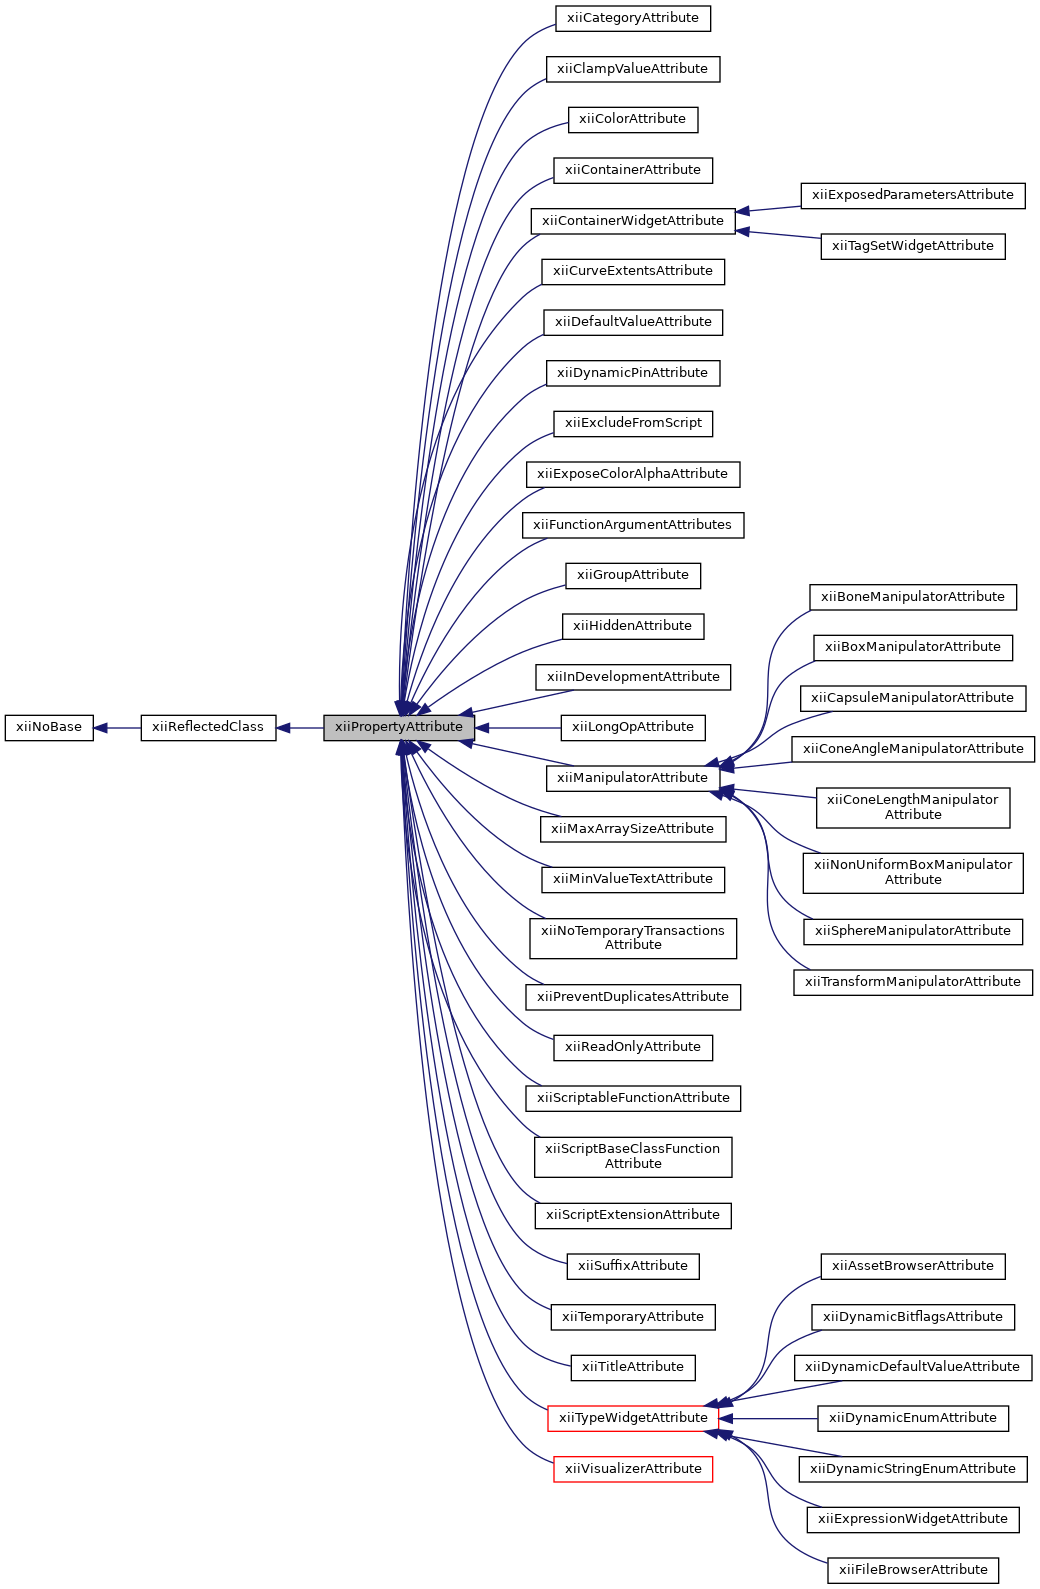 xiiNoBase
xiiReflectedClass
xiiPropertyAttribute
xiiCategoryAttribute
xiiClampValueAttribute
xiiColorAttribute
xiiContainerAttribute
xiiContainerWidgetAttribute
xiiExposedParametersAttribute
xiiTagSetWidgetAttribute
xiiCurveExtentsAttribute
xiiDefaultValueAttribute
xiiDynamicPinAttribute
xiiExcludeFromScript
xiiExposeColorAlphaAttribute
xiiFunctionArgumentAttributes
xiiGroupAttribute
xiiHiddenAttribute
xiiInDevelopmentAttribute
xiiLongOpAttribute
xiiManipulatorAttribute
xiiBoneManipulatorAttribute
xiiBoxManipulatorAttribute
xiiCapsuleManipulatorAttribute
xiiConeAngleManipulatorAttribute
xiiConeLengthManipulator
Attribute
xiiNonUniformBoxManipulator
Attribute
xiiSphereManipulatorAttribute
xiiTransformManipulatorAttribute
xiiMaxArraySizeAttribute
xiiMinValueTextAttribute
xiiNoTemporaryTransactions
Attribute
xiiPreventDuplicatesAttribute
xiiReadOnlyAttribute
xiiScriptableFunctionAttribute
xiiScriptBaseClassFunction
Attribute
xiiScriptExtensionAttribute
xiiSuffixAttribute
xiiTemporaryAttribute
xiiTitleAttribute
xiiTypeWidgetAttribute
xiiAssetBrowserAttribute
xiiDynamicBitflagsAttribute
xiiDynamicDefaultValueAttribute
xiiDynamicEnumAttribute
xiiDynamicStringEnumAttribute
xiiExpressionWidgetAttribute
xiiFileBrowserAttribute
xiiVisualizerAttribute